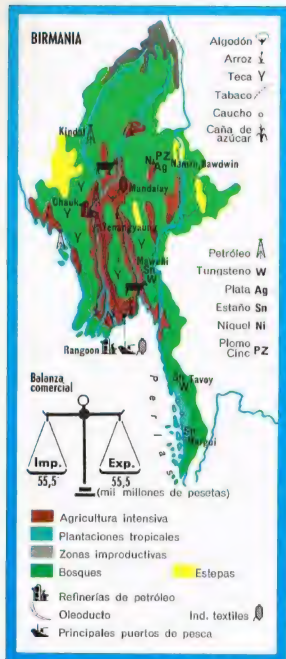 BIRMANIA
Algodón
Arroz
Teca Y
Tabaco
Caucho
Caña de
azúcar
Kindat
PZ
Ni Namtu, Bawdwin
Ag
Mandalay
Chauk
Yenangyaung
Mawchi
Sn
W
Rangoon
Petróleo
Tungsteno W
Plata Ag
Estaño Sn
Níquel Ni
Plomo
Cinc PZ
Perlas
Sn Tavoy
W
Sn
Mergui
Balanza
comercial
Imp. Exp.
55,5 55,5
(mil millones de pesetas)
Agricultura intensiva
Plantaciones tropicales
Zonas improductivas
Bosques Estepas
Refinerías de petróleo
Oleoducto Ind. textiles
Principales puertos de pesca